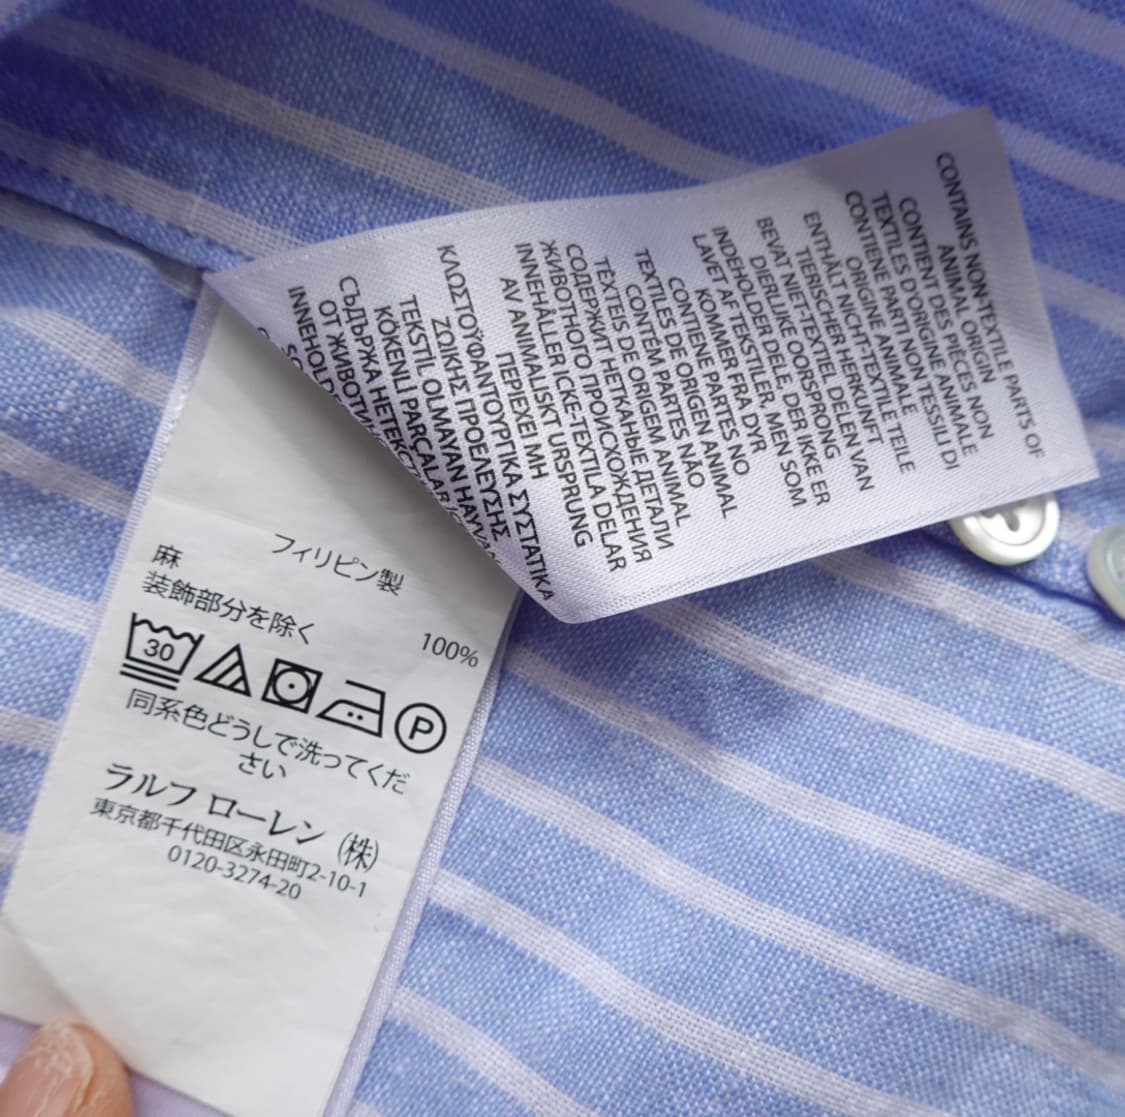 CONTAINS NON-TEXTILE PARTS OF
ANIMAL ORIGIN
CONTIENT DES PIÈCES NON
TEXTILES D'ORIGINE ANIMALE
CONTIENE PARTI NON TESSILI DI
ORIGINE ANIMALE
ENTHÄLT NICHT-TEXTILE TEILE
TIERISCHER HERKUNFT
BEVAT NIET-TEXTIEL DELEN VAN
DIERLIJKE OORSPRONG
INDEHOLDER DELE, DER IKKE ER
LAVET AF TEKSTILER, MEN SOM
KOMMER FRA DYR
CONTIENE PARTES NO
TEXTILES DE ORIGEN ANIMAL
CONTÉM PARTES NÃO
TÊXTEIS DE ORIGEM ANIMAL
СОДЕРЖИТ НЕТКАНЫЕ ДЕТАЛИ
ЖИВОТНОГО ПРОИСХОЖДЕНИЯ
INNEHÅLLER ICKE-TEXTILA DELAR
AV ANIMALISKT URSPRUNG
ΠΕΡΙΕΧΕΙ ΜΗ
ΚΛΩΣΤΟΫΦΑΝΤΟΥΡΓΙΚΑ ΣΥΣΤΑΤΙΚΑ
ΖΩΙΚΗΣ ΠΡΟΕΛΕΥΣΗΣ
TEKSTİL OLMAYAN HAYVA
KÖKENLİ PARÇALAR
СЪДЪРЖА НЕТЕКСТ
ОТ ЖИВОТИ
INNEHOLD
フィリピン製
麻 100%
装飾部分を除く
30 P
同系色どうしで洗ってくだ
さい
ラルフ ローレン (株)
東京都千代田区永田町2-10-1
0120-3274-20